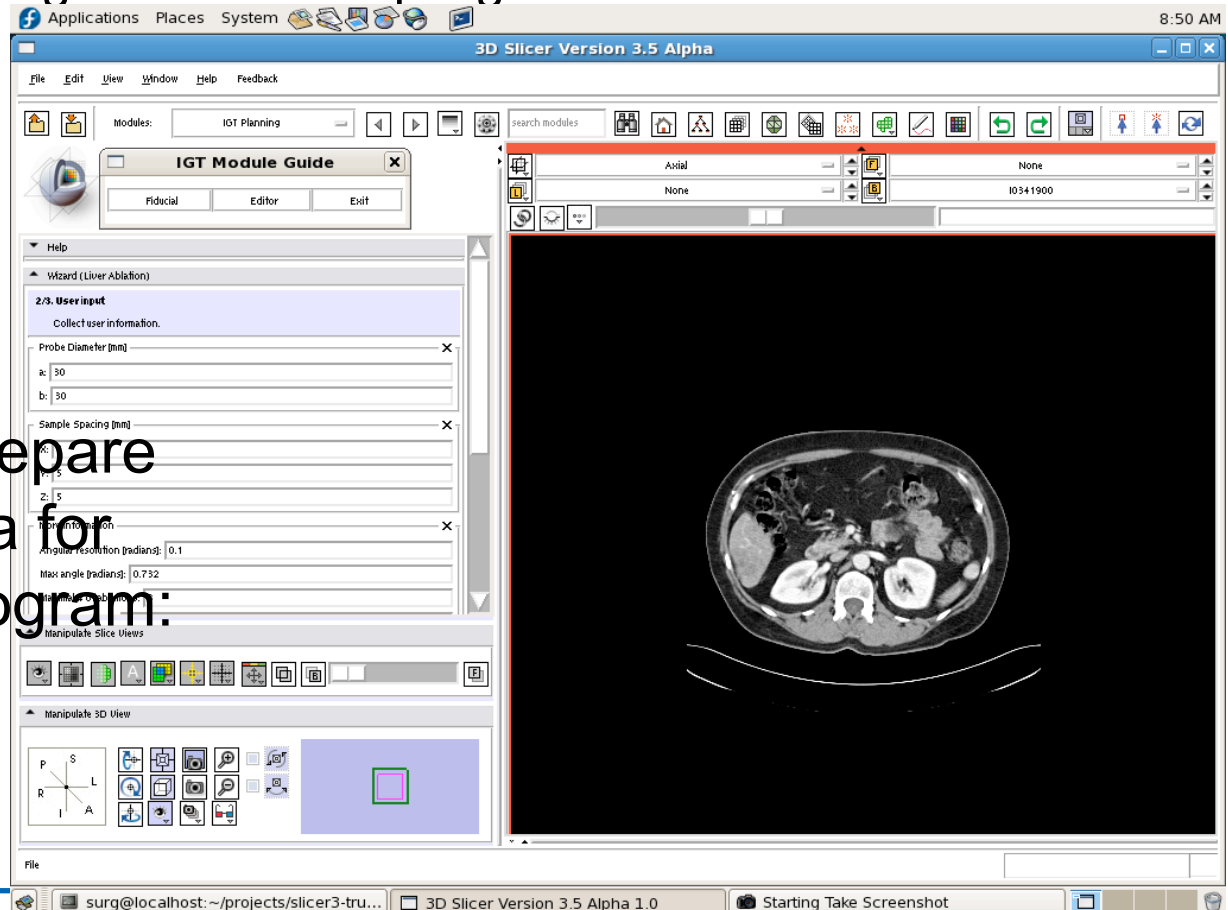 Applications Places System 8:50 AM
3D Slicer Version 3.5 Alpha
File Edit View Window Help Feedback
Modules: IGT Planning search modules
IGT Module Guide
Fiducial Editor Exit
Axial None
None I0341900
Help
Wizard (Liver Ablation)
2/3. User input
Collect user information.
Probe Diameter [mm]
a: 30
b: 30
Sample Spacing [mm]
epare
5
Z: 5
a for
More information
Angular resolution [radians]: 0.1
Max angle [radians]: 0.732
ogram:
Manipulate Slice Views
Manipulate 3D View
P S
R L
I A
File
surg@localhost:~/projects/slicer3-tru... 3D Slicer Version 3.5 Alpha 1.0 Starting Take Screenshot